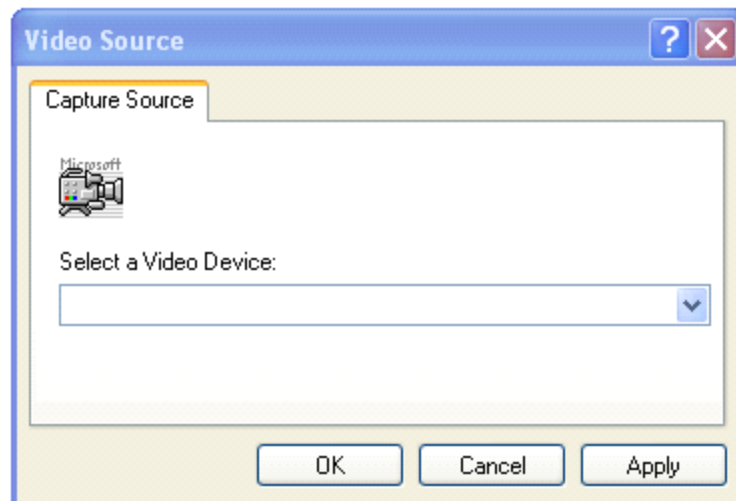 Video Source
Capture Source
Microsoft
Select a Video Device:
OK Cancel Apply